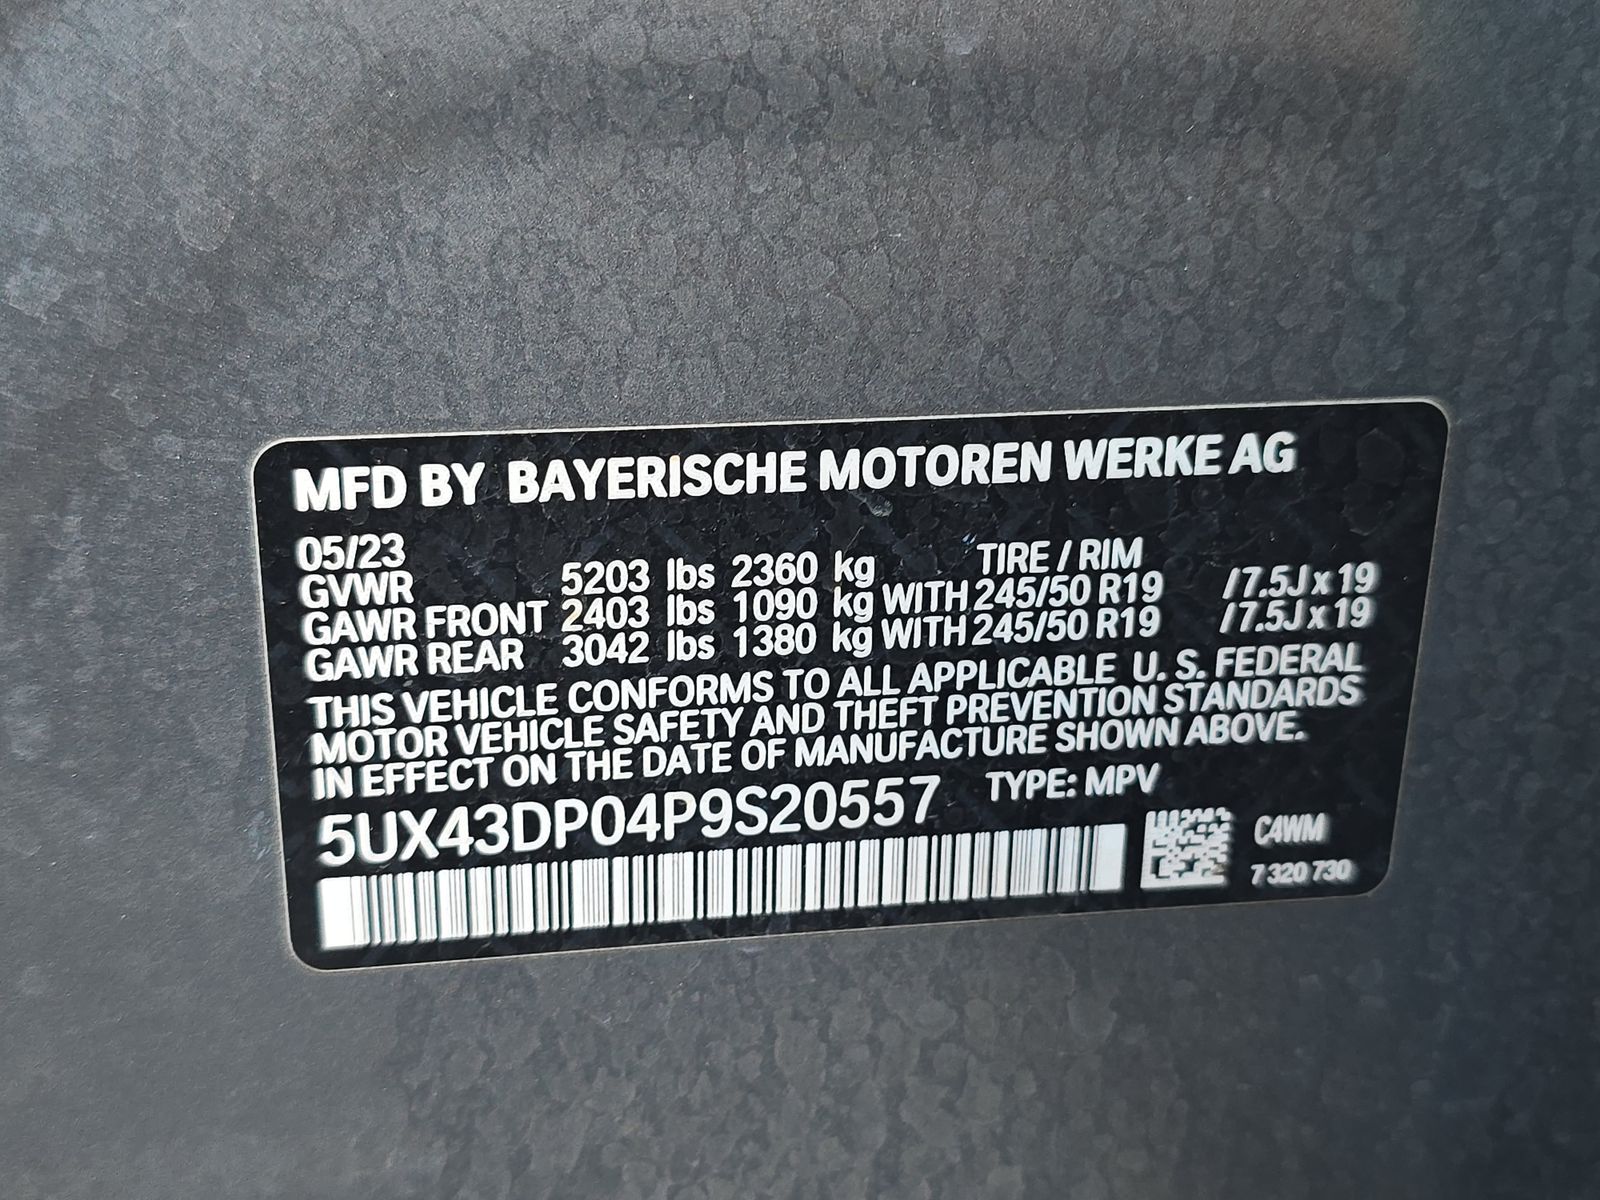 MFD BY BAYERISCHE MOTOREN WERKE AG
05/23 TIRE / RIM
GVWR 5203 lbs 2360 kg
GAWR FRONT 2403 lbs 1090 kg WITH 245/50 R19 /7.5J x 19
GAWR REAR 3042 lbs 1380 kg WITH 245/50 R19 /7.5J x 19
THIS VEHICLE CONFORMS TO ALL APPLICABLE U. S. FEDERAL
MOTOR VEHICLE SAFETY AND THEFT PREVENTION STANDARDS
IN EFFECT ON THE DATE OF MANUFACTURE SHOWN ABOVE.
5UX43DP04P9S20557 TYPE: MPV
C4WM
7 320 730